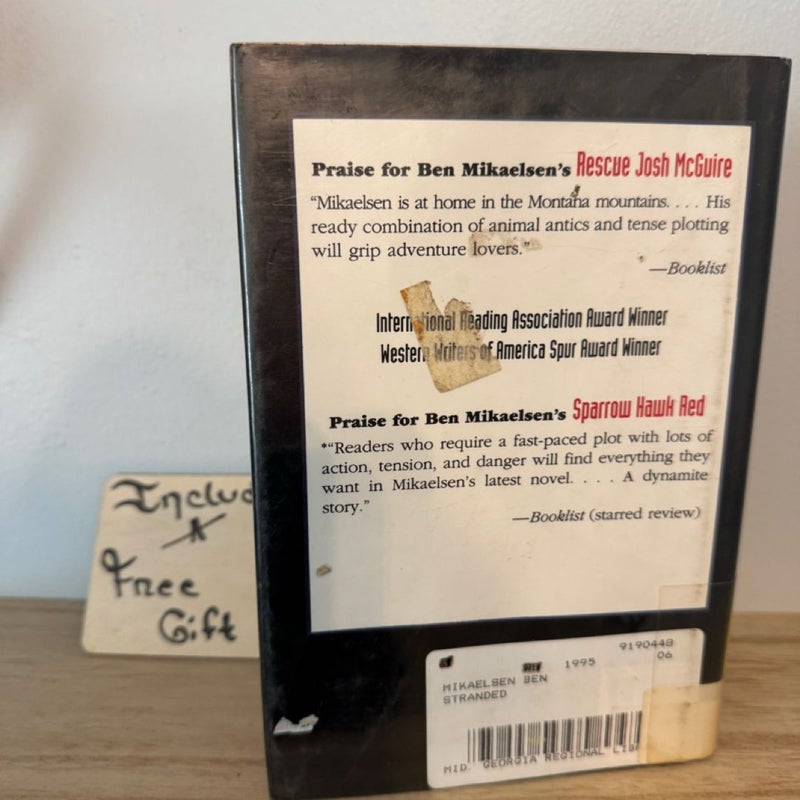 Praise for Ben Mikaelsen's Rescue Josh McGuire
"Mikaelsen is at home in the Montana mountains. . . . His
ready combination of animal antics and tense plotting
will grip adventure lovers."
—Booklist
International Reading Association Award Winner
Western Writers of America Spur Award Winner
Praise for Ben Mikaelsen's Sparrow Hawk Red
*"Readers who require a fast-paced plot with lots of
action, tension, and danger will find everything they
want in Mikaelsen's latest novel. . . . A dynamite
story."
—Booklist (starred review)
Includ
A
Free
Gift
1995 9190448
06
MIKAELSEN BEN
STRANDED
MID. GEORGIA REGIONAL LIB